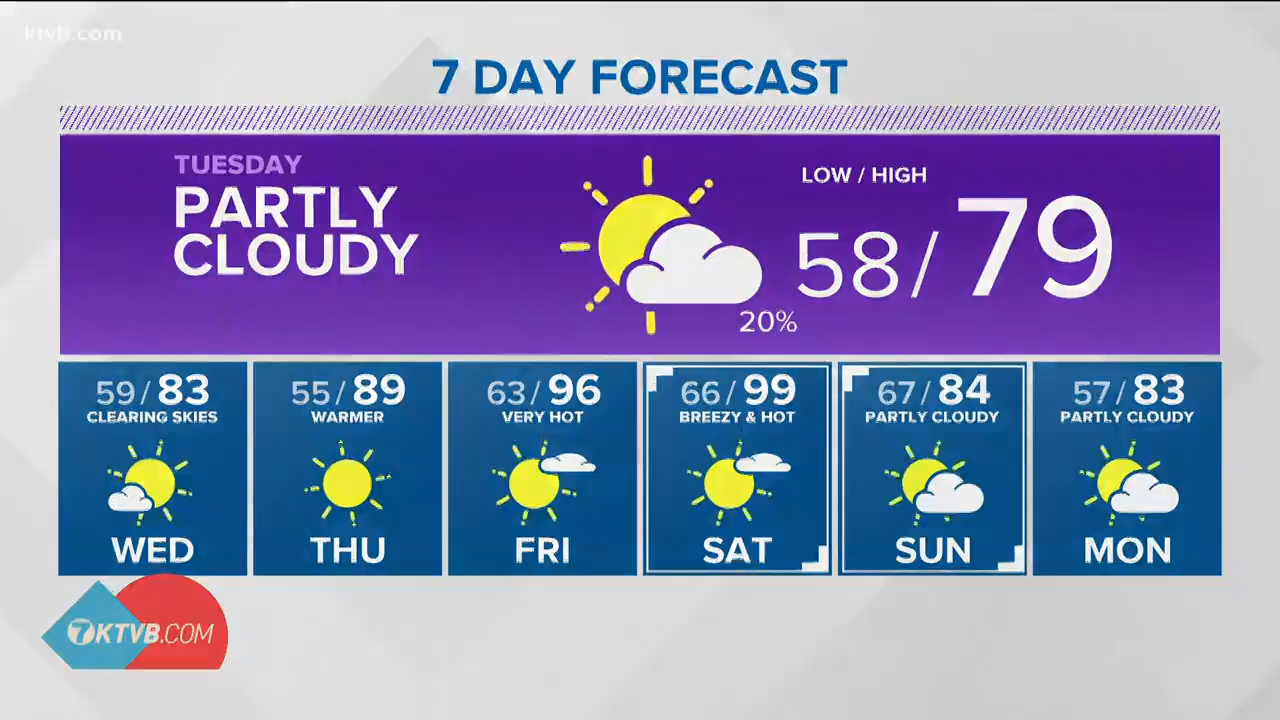 ktvb.com
7 DAY FORECAST
TUESDAY
PARTLY
CLOUDY
LOW / HIGH
58/79
20%
59/83
CLEARING SKIES
WED
55/89
WARMER
THU
63/96
VERY HOT
FRI
66/99
BREEZY & HOT
SAT
67/84
PARTLY CLOUDY
SUN
57/83
PARTLY CLOUDY
MON
7KTVB.COM